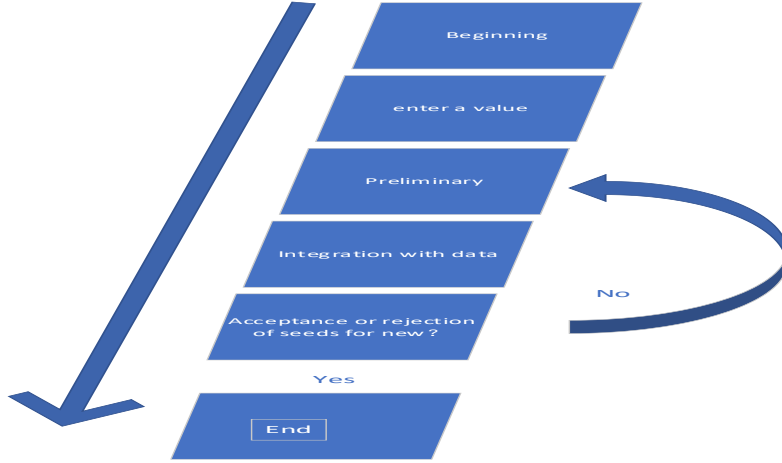 Beginning
enter a value
Preliminary
Integration with data
No
Acceptance or rejection
of seeds for new?
Yes
End